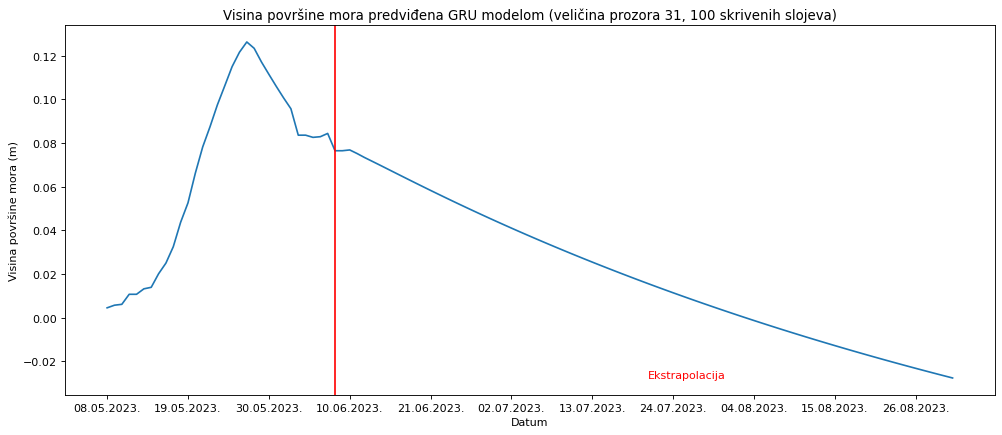 Visina površine mora predviđena GRU modelom (veličina prozora 31, 100 skrivenih slojeva)
Visina površine mora (m)
0.12
0.10
0.08
0.06
0.04
0.02
0.00
−0.02
Ekstrapolacija
08.05.2023. 19.05.2023. 30.05.2023. 10.06.2023. 21.06.2023. 02.07.2023. 13.07.2023. 24.07.2023. 04.08.2023. 15.08.2023. 26.08.2023.
Datum